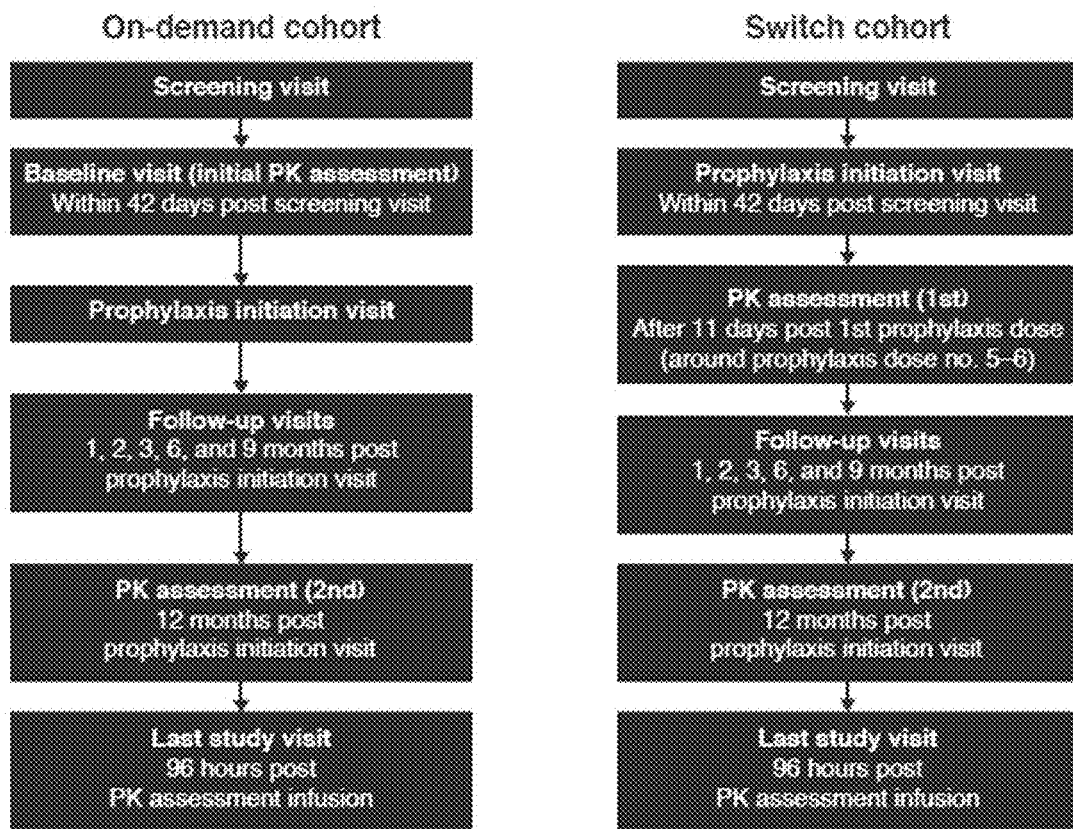 On-demand cohort
Screening visit
Baseline visit (initial PK assessment)
Within 42 days post screening visit
Prophylaxis initiation visit
Follow-up visits
1, 2, 3, 6, and 9 months post
prophylaxis initiation visit
PK assessment (2nd)
12 months post
prophylaxis initiation visit
Last study visit
96 hours post
PK assessment infusion
Switch cohort
Screening visit
Prophylaxis initiation visit
Within 42 days post screening visit
PK assessment (1st)
After 11 days post 1st prophylaxis dose
(around prophylaxis dose no. 5–6)
Follow-up visits
1, 2, 3, 6, and 9 months post
prophylaxis initiation visit
PK assessment (2nd)
12 months post
prophylaxis initiation visit
Last study visit
96 hours post
PK assessment infusion